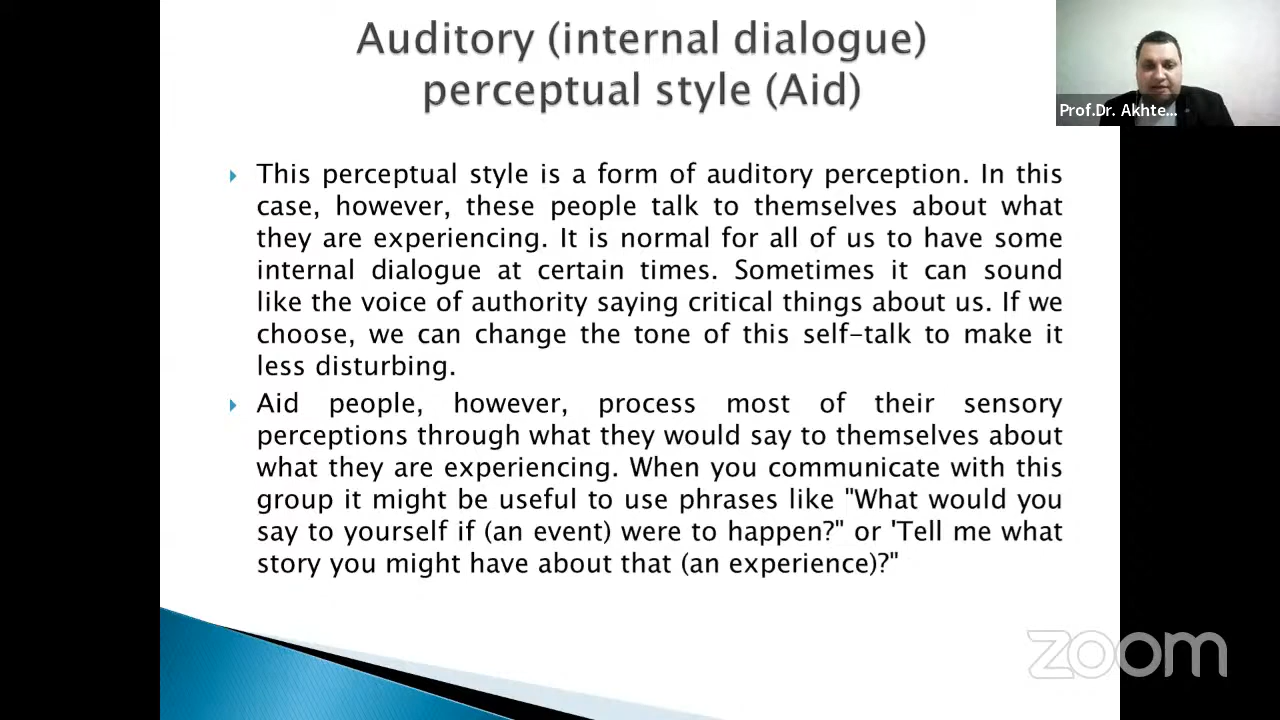 Auditory (internal dialogue)
perceptual style (Aid)
Prof.Dr. Akhte...
This perceptual style is a form of auditory perception. In this
case, however, these people talk to themselves about what
they are experiencing. It is normal for all of us to have some
internal dialogue at certain times. Sometimes it can sound
like the voice of authority saying critical things about us. If we
choose, we can change the tone of this self-talk to make it
less disturbing.
Aid people, however, process most of their sensory
perceptions through what they would say to themselves about
what they are experiencing. When you communicate with this
group it might be useful to use phrases like "What would you
say to yourself if (an event) were to happen?" or 'Tell me what
story you might have about that (an experience)?"
zoom